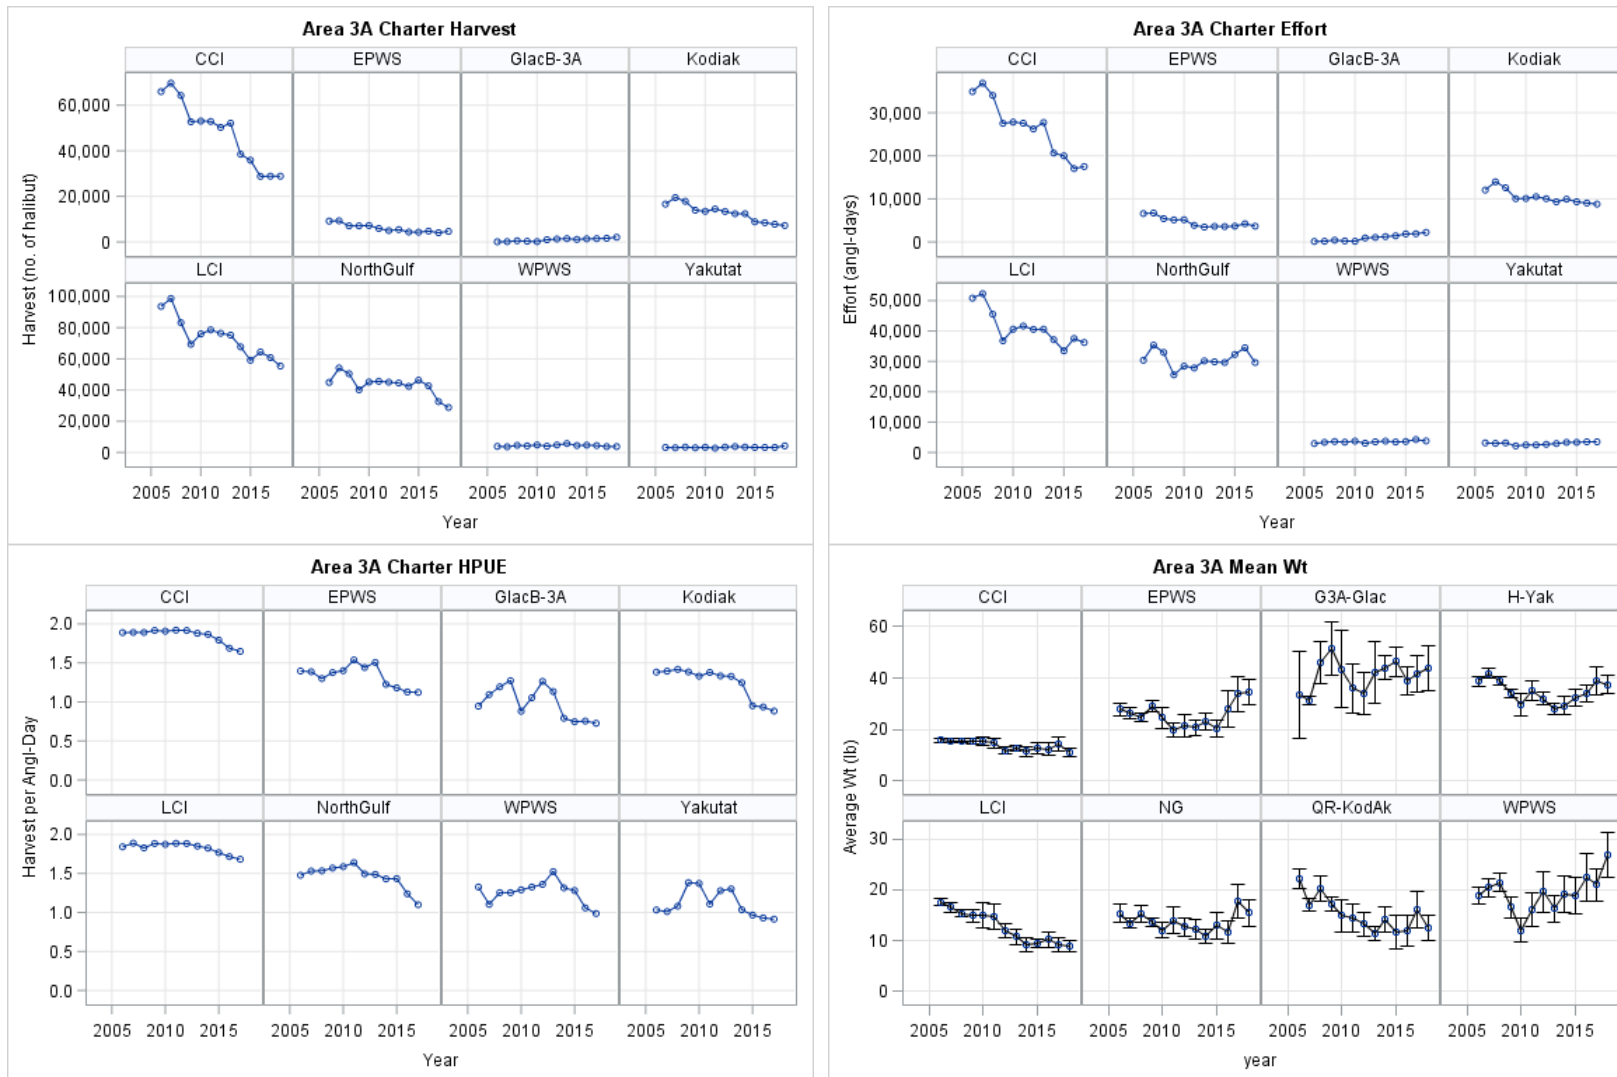 Area 3A Charter Harvest
CCI EPWS GlacB-3A Kodiak
60,000
40,000
20,000
0
LCI NorthGulf WPWS Yakutat
100,000
80,000
60,000
40,000
20,000
0
Harvest (no. of halibut)
2005 2010 2015 2005 2010 2015 2005 2010 2015 2005 2010 2015
Year
Area 3A Charter Effort
CCI EPWS GlacB-3A Kodiak
30,000
20,000
10,000
0
LCI NorthGulf WPWS Yakutat
50,000
40,000
30,000
20,000
10,000
0
Effort (angl-days)
2005 2010 2015 2005 2010 2015 2005 2010 2015 2005 2010 2015
Year
Area 3A Charter HPUE
CCI EPWS GlacB-3A Kodiak
2.0
1.5
1.0
0.5
0.0
LCI NorthGulf WPWS Yakutat
2.0
1.5
1.0
0.5
0.0
Harvest per Angl-Day
2005 2010 2015 2005 2010 2015 2005 2010 2015 2005 2010 2015
Year
Area 3A Mean Wt
CCI EPWS G3A-Glac H-Yak
60
40
20
0
LCI NG QR-KodAk WPWS
30
20
10
0
Average Wt (lb)
2005 2010 2015 2005 2010 2015 2005 2010 2015 2005 2010 2015
year